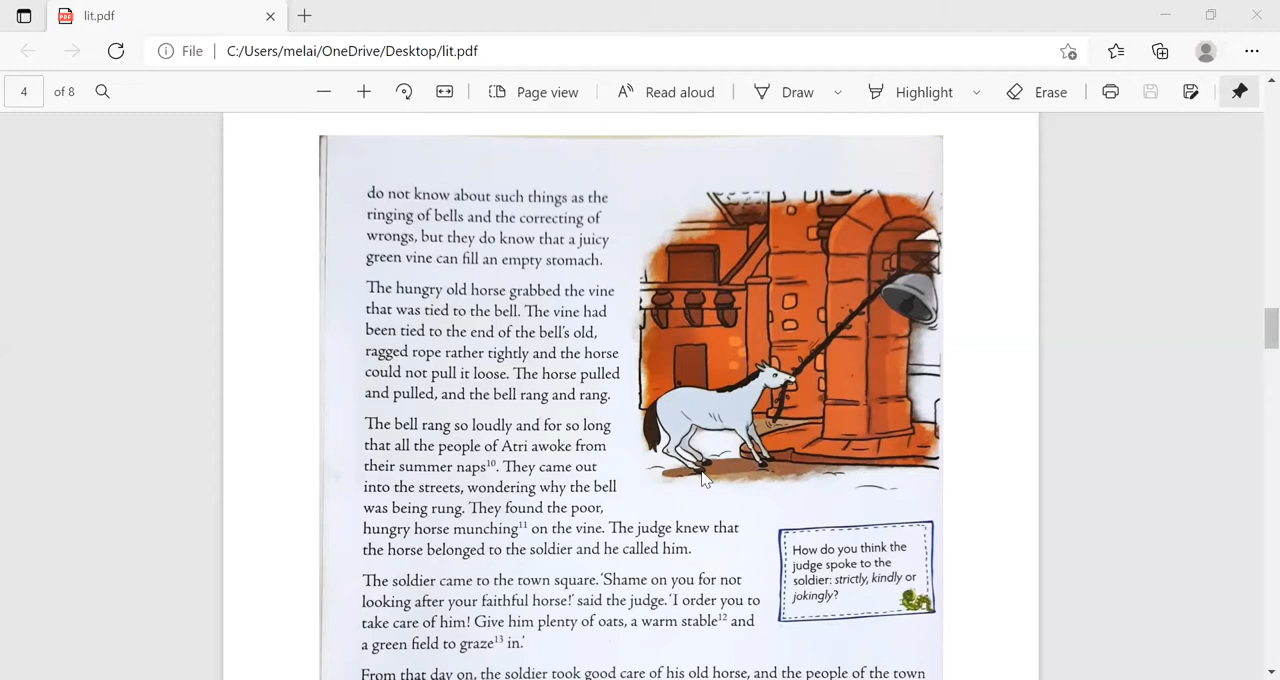 lit.pdf
File
C:/Users/melai/OneDrive/Desktop/lit.pdf
4 of 8
Page view
Read aloud
Draw
Highlight
Erase
do not know about such things as the
ringing of bells and the correcting of
wrongs, but they do know that a juicy
green vine can fill an empty stomach.
The hungry old horse grabbed the vine
that was tied to the bell. The vine had
been tied to the end of the bell's old,
ragged rope rather tightly and the horse
could not pull it loose. The horse pulled
and pulled, and the bell rang and rang.
The bell rang so loudly and for so long
that all the people of Atri awoke from
their summer naps¹⁰. They came out
into the streets, wondering why the bell
was being rung. They found the poor,
hungry horse munching¹¹ on the vine. The judge knew that
the horse belonged to the soldier and he called him.
How do you think the
judge spoke to the
soldier: strictly, kindly or
jokingly?
The soldier came to the town square. 'Shame on you for not
looking after your faithful horse!' said the judge. 'I order you to
take care of him! Give him plenty of oats, a warm stable¹² and
a green field to graze¹³ in.'
From that day on, the soldier took good care of his old horse, and the people of the town